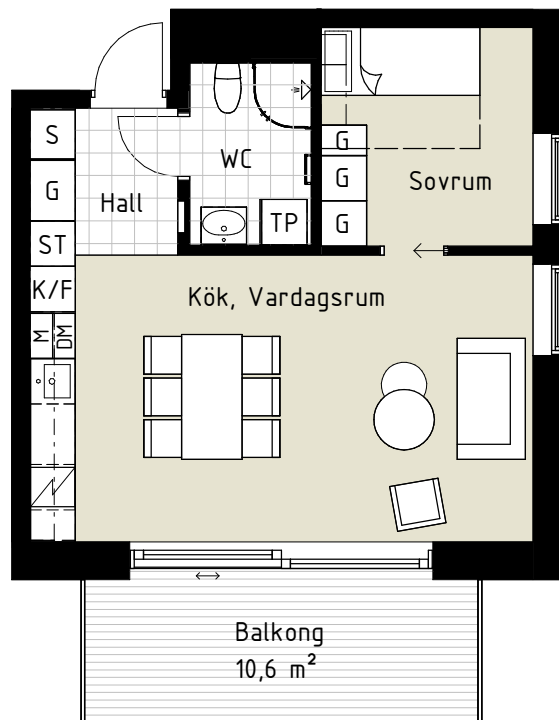 S
G
WC
G
G
Sovrum
Hall
TP
G
ST
K/F
Kök, Vardagsrum
M
DM
Balkong
10,6 m²